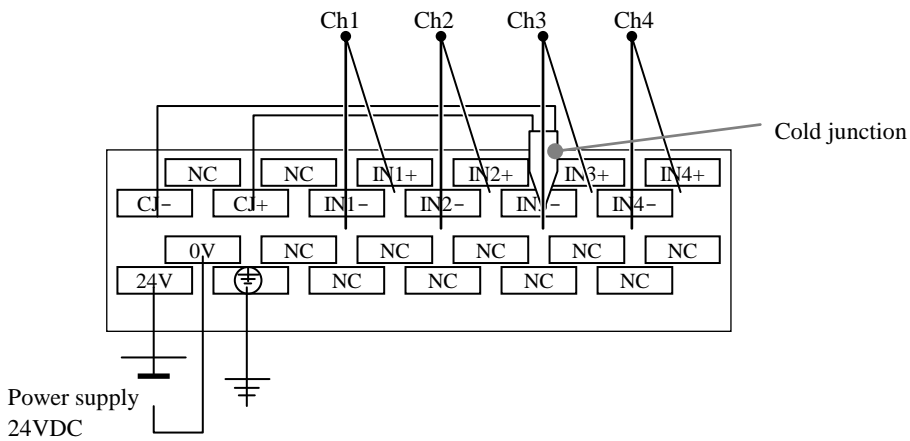 Ch1 Ch2 Ch3 Ch4
Cold junction
NC NC IN1+ IN2+ IN3+ IN4+
CJ− CJ+ IN1− IN2− IN3− IN4−
0V NC NC NC NC NC
24V NC NC NC NC
Power supply
24VDC